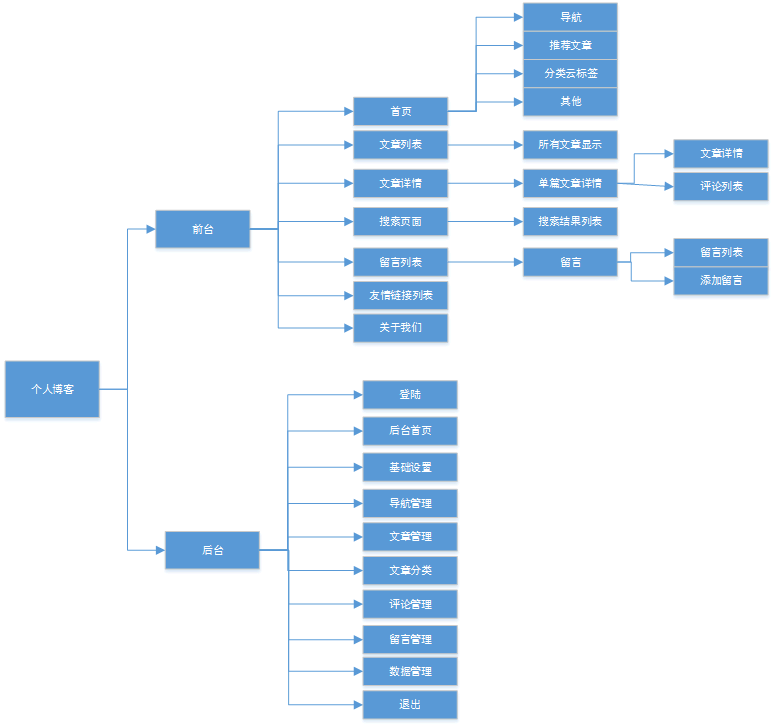 个人博客
前台
首页
导航
推荐文章
分类云标签
其他
文章列表
所有文章显示
文章详情
单篇文章详情
文章详情
评论列表
搜索页面
搜索结果列表
留言列表
留言
留言列表
添加留言
友情链接列表
关于我们
后台
登陆
后台首页
基础设置
导航管理
文章管理
文章分类
评论管理
留言管理
数据管理
退出